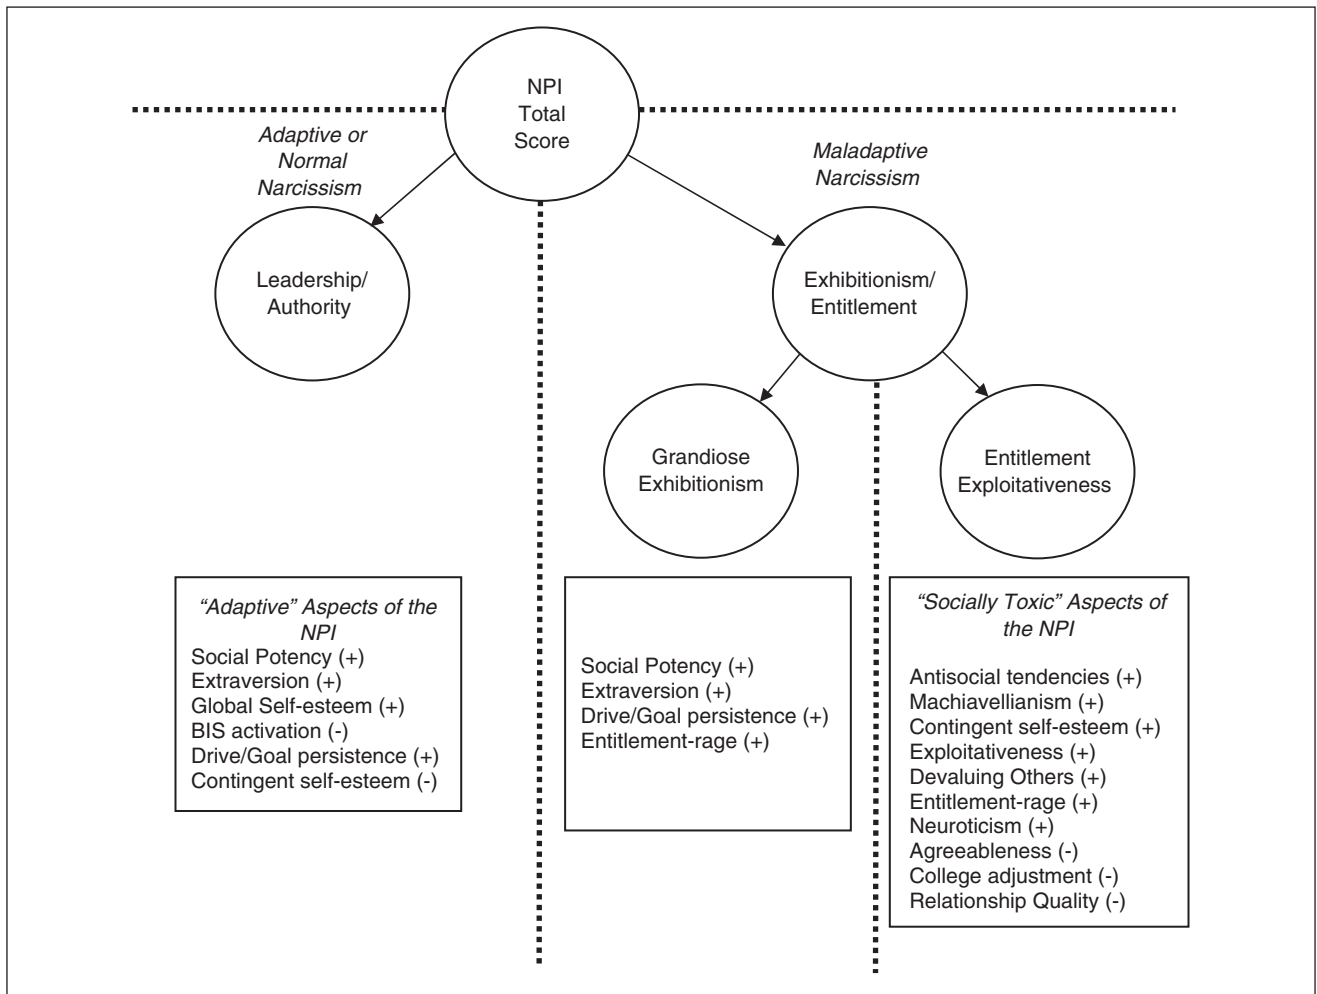 NPI
Total
Score
Adaptive or
Normal
Narcissism
Maladaptive
Narcissism
Leadership/
Authority
Exhibitionism/
Entitlement
Grandiose
Exhibitionism
Entitlement
Exploitativeness
“Adaptive” Aspects of the
NPI
Social Potency (+)
Extraversion (+)
Global Self-esteem (+)
BIS activation (-)
Drive/Goal persistence (+)
Contingent self-esteem (-)
Social Potency (+)
Extraversion (+)
Drive/Goal persistence (+)
Entitlement-rage (+)
“Socially Toxic” Aspects of
the NPI
Antisocial tendencies (+)
Machiavellianism (+)
Contingent self-esteem (+)
Exploitativeness (+)
Devaluing Others (+)
Entitlement-rage (+)
Neuroticism (+)
Agreeableness (-)
College adjustment (-)
Relationship Quality (-)